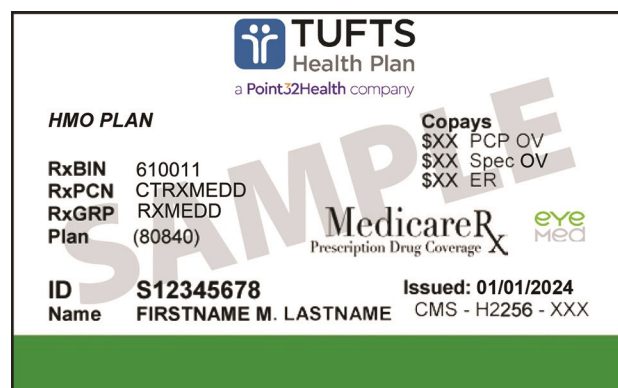 TUFTS
Health Plan
a Point32Health company
HMO PLAN
Copays
$XX PCP OV
$XX Spec OV
$XX ER
RxBIN 610011
RxPCN CTRXMEDD
RxGRP RXMEDD
Plan (80840)
MedicareRx
Prescription Drug Coverage
eye
Med
SAMPLE
ID S12345678
Name FIRSTNAME M. LASTNAME
Issued: 01/01/2024
CMS - H2256 - XXX